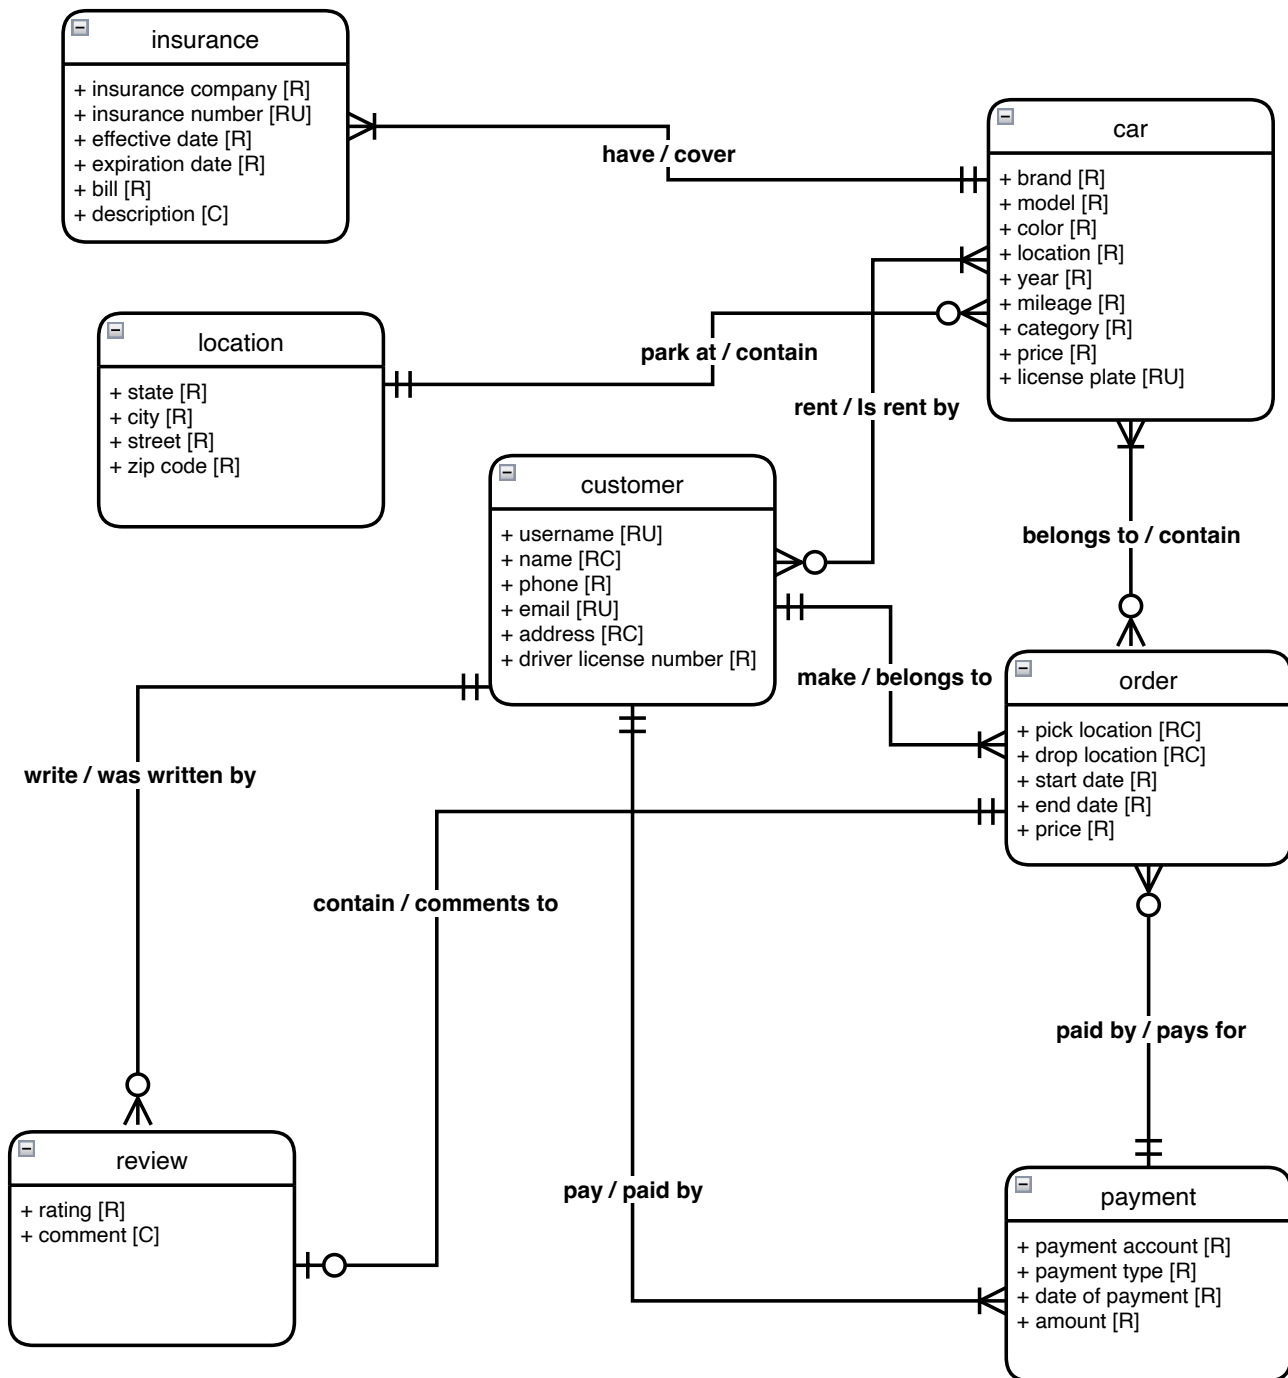 insurance
+ insurance company [R]
+ insurance number [RU]
+ effective date [R]
+ expiration date [R]
+ bill [R]
+ description [C]
have / cover
car
+ brand [R]
+ model [R]
+ color [R]
+ location [R]
+ year [R]
+ mileage [R]
+ category [R]
+ price [R]
+ license plate [RU]
location
+ state [R]
+ city [R]
+ street [R]
+ zip code [R]
park at / contain
rent / Is rent by
customer
+ username [RU]
+ name [RC]
+ phone [R]
+ email [RU]
+ address [RC]
+ driver license number [R]
belongs to / contain
make / belongs to
order
+ pick location [RC]
+ drop location [RC]
+ start date [R]
+ end date [R]
+ price [R]
write / was written by
contain / comments to
paid by / pays for
review
+ rating [R]
+ comment [C]
pay / paid by
payment
+ payment account [R]
+ payment type [R]
+ date of payment [R]
+ amount [R]